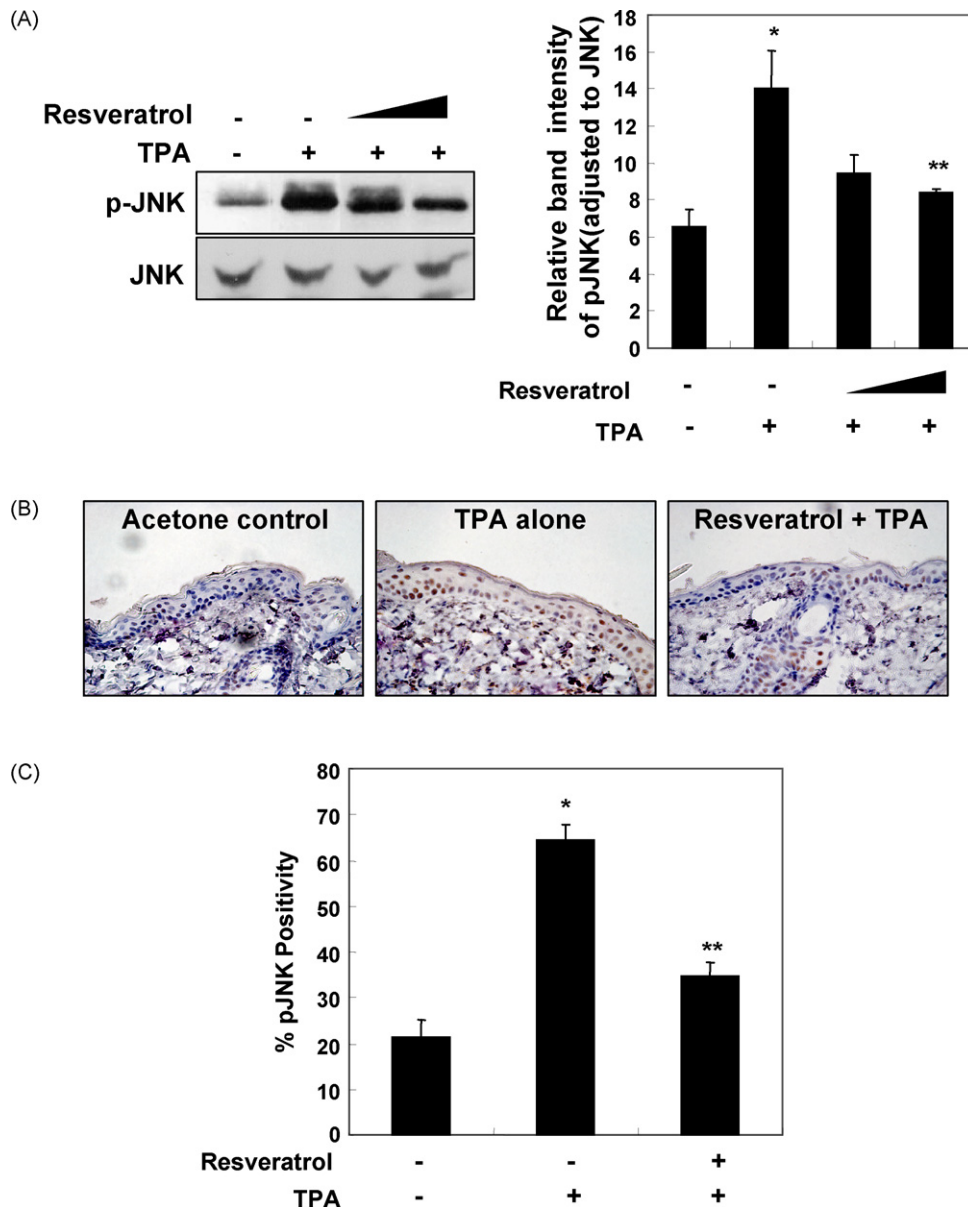 (A)
Resveratrol - -
TPA - + + +
p-JNK
JNK
Relative band intensity
of pJNK(adjusted to JNK)
18
16
14
12
10
8
6
4
2
0
*
**
Resveratrol - -
TPA - + + +
(B)
Acetone control TPA alone Resveratrol + TPA
(C)
% pJNK Positivity
80
70
60
50
40
30
20
10
0
*
**
Resveratrol - - +
TPA - + +